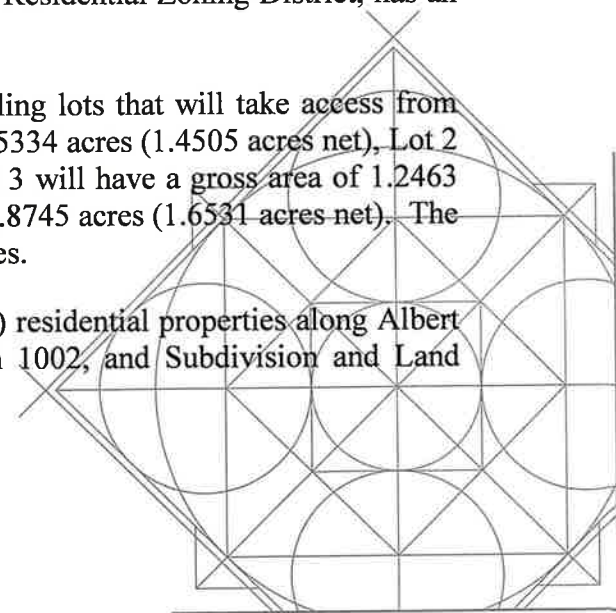 Residential Zoning District, has an
ling lots that will take access from
5334 acres (1.4505 acres net), Lot 2
3 will have a gross area of 1.2463
.8745 acres (1.6531 acres net). The
es.
) residential properties along Albert
1002, and Subdivision and Land